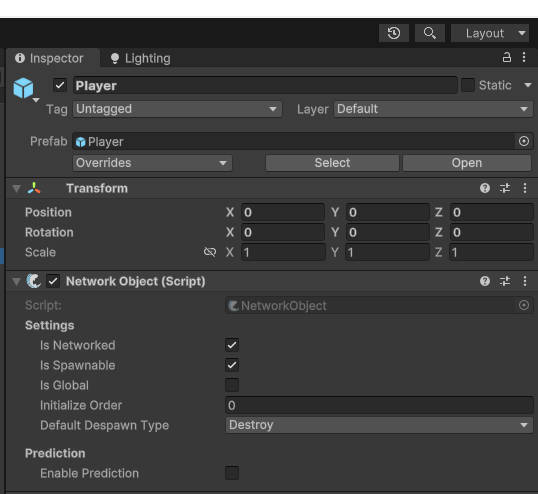 Layout
Inspector Lighting
Player Static
Tag Untagged Layer Default
Prefab Player
Overrides Select Open
Transform
Position X 0 Y 0 Z 0
Rotation X 0 Y 0 Z 0
Scale X 1 Y 1 Z 1
Network Object (Script)
Script: NetworkObject
Settings
Is Networked
Is Spawnable
Is Global
Initialize Order 0
Default Despawn Type Destroy
Prediction
Enable Prediction